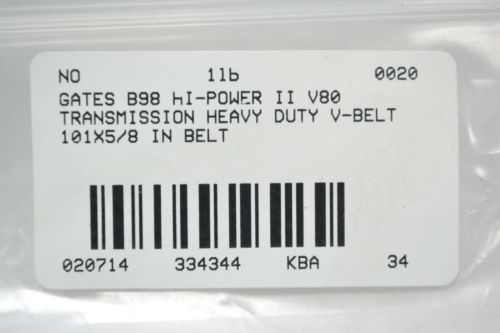 NO 1lb 0020
GATES B98 hI-POWER II V80
TRANSMISSION HEAVY DUTY V-BELT
101X5/8 IN BELT
020714 334344 KBA 34